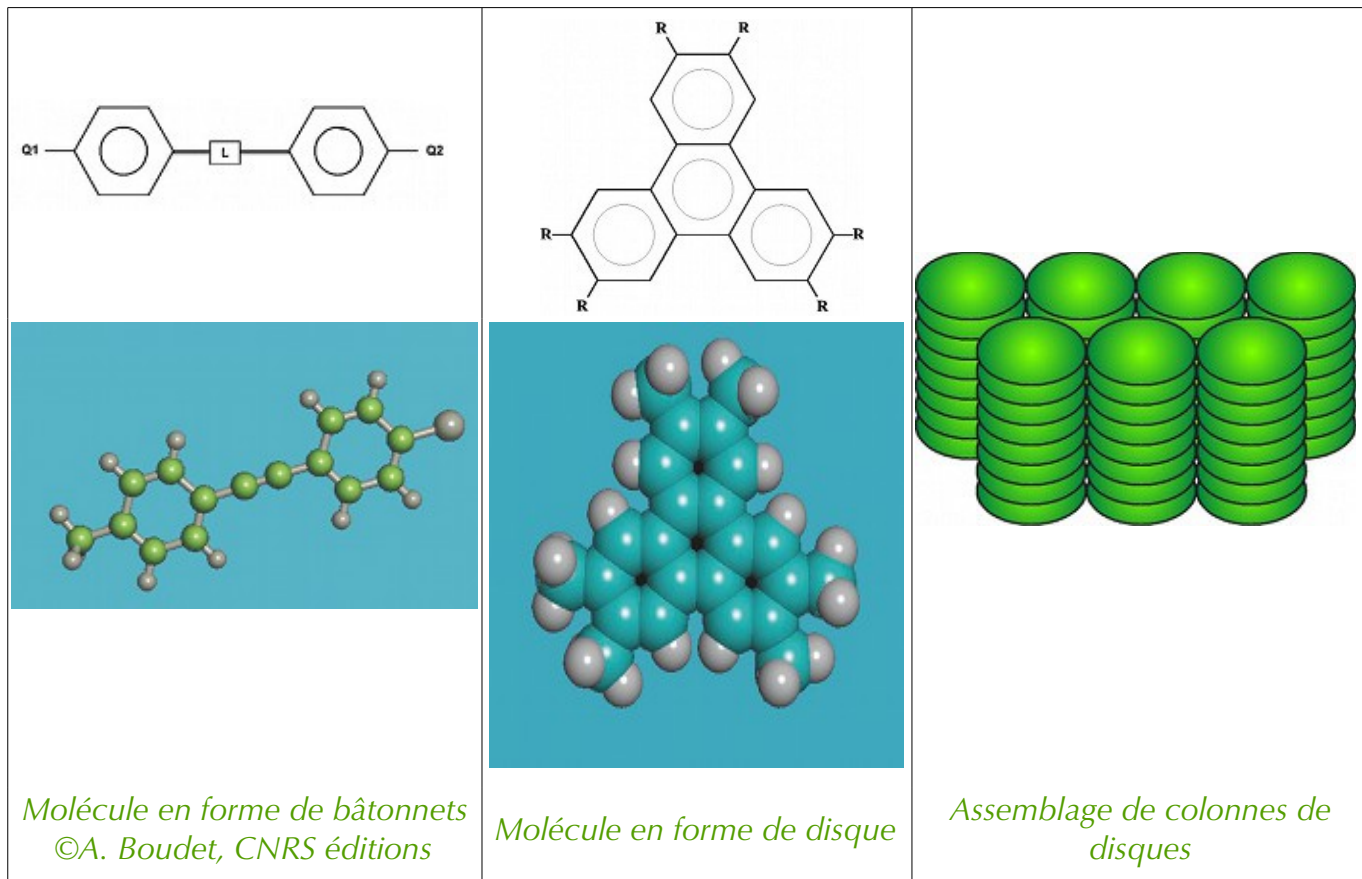 Q1
L
Q2
R
R
R
R
R
R
Molécule en forme de bâtonnets
©A. Boudet, CNRS éditions
Molécule en forme de disque
Assemblage de colonnes de
disques